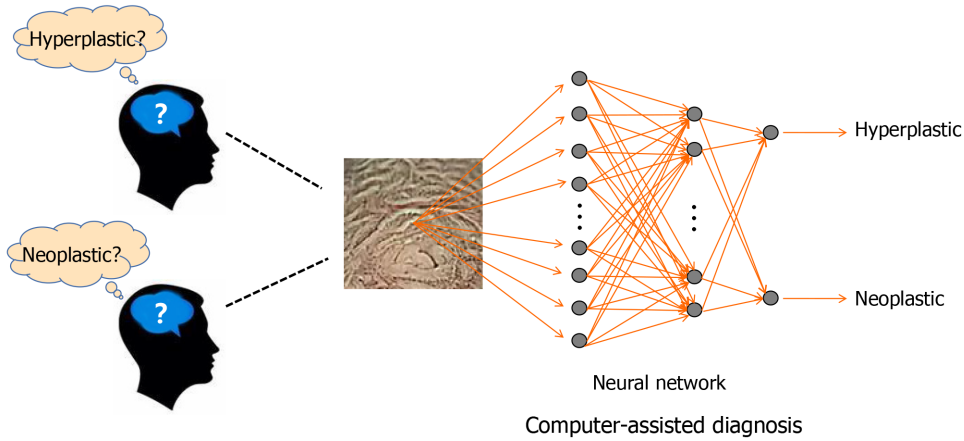 Hyperplastic?
?
Neoplastic?
?
Hyperplastic
Neoplastic
Neural network
Computer-assisted diagnosis